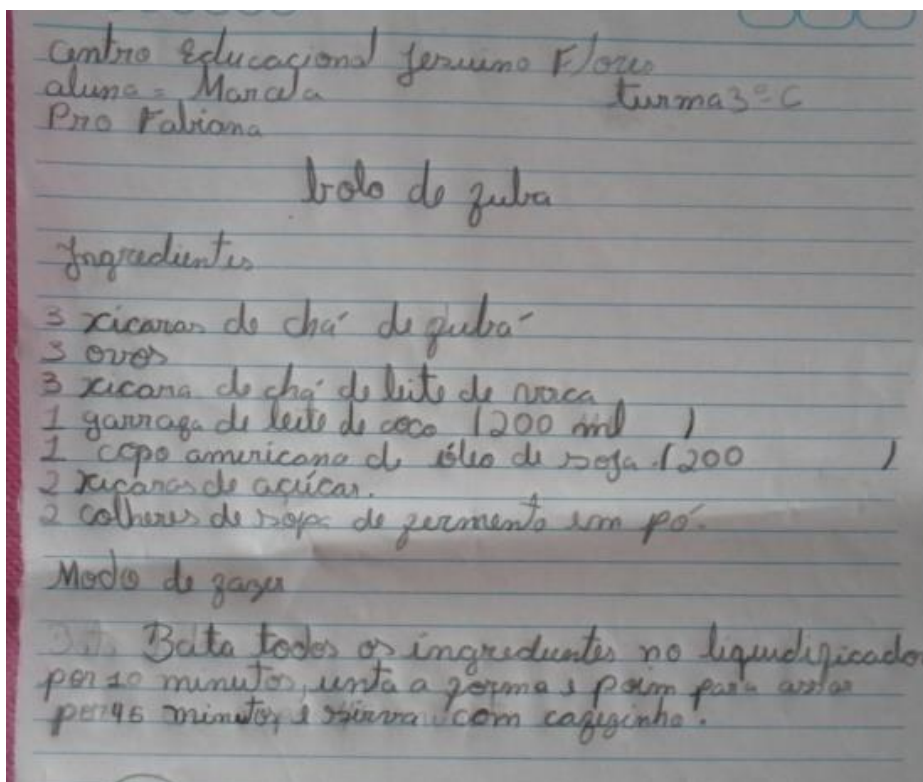 Centro Educacional Jesuino Flores
aluna = Marcela turma 3º C
Pro Fabiana
bolo de fuba
Ingredientes
3 xicaras de chá de fubá
3 ovos
3 xicara de chá de leite de vaca
1 garrafa de leite de coco (200 ml )
1 copo americano de óleo de soja. (200 )
2 xicaras de açúcar.
2 colheres de sopa de fermento em pó.
Modo de fazer
Bata todos os ingredientes no liquidificador
por 10 minutos, unta a forma e poim para assar
por 45 minutos, e sirva com cafezinho.